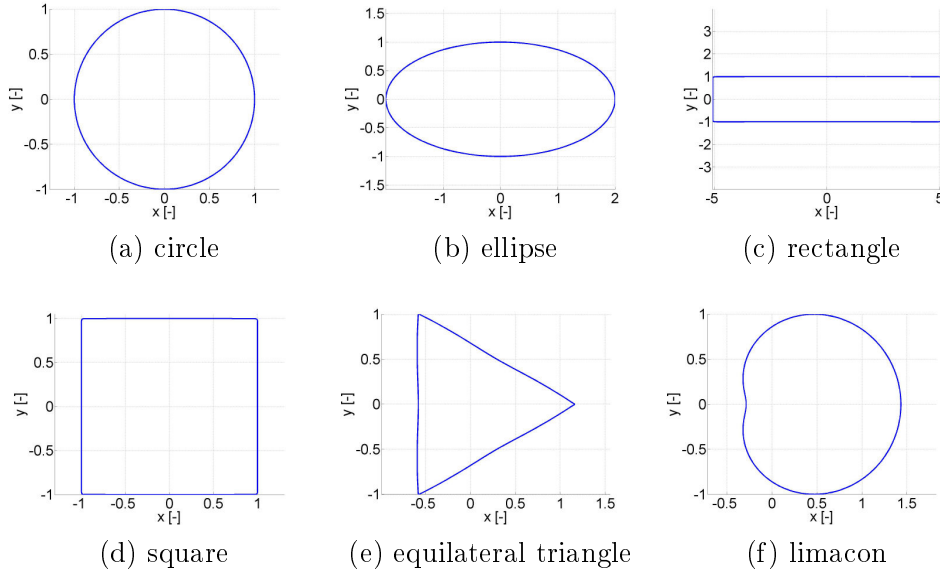 1
0.5
0
-0.5
-1
y [-]
-1 -0.5 0 0.5 1
x [-]
(a) circle
1.5
1
0.5
0
-0.5
-1
-1.5
y [-]
-2 -1 0 1 2
x [-]
(b) ellipse
3
2
1
0
-1
-2
-3
y [-]
-5 0 5
x [-]
(c) rectangle
1
0.5
0
-0.5
-1
y [-]
-1 -0.5 0 0.5 1
x [-]
(d) square
1
0.5
0
-0.5
-1
y [-]
-0.5 0 0.5 1 1.5
x [-]
(e) equilateral triangle
1
0.5
0
-0.5
-1
y [-]
-0.5 0 0.5 1 1.5
x [-]
(f) limacon